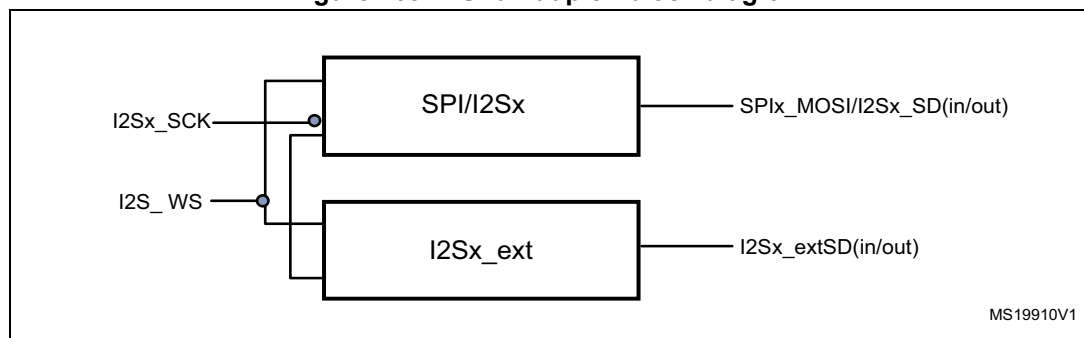 SPI/I2Sx
SPIx_MOSI/I2Sx_SD(in/out)
I2Sx_SCK
I2S_ WS
I2Sx_ext
I2Sx_extSD(in/out)
MS19910V1